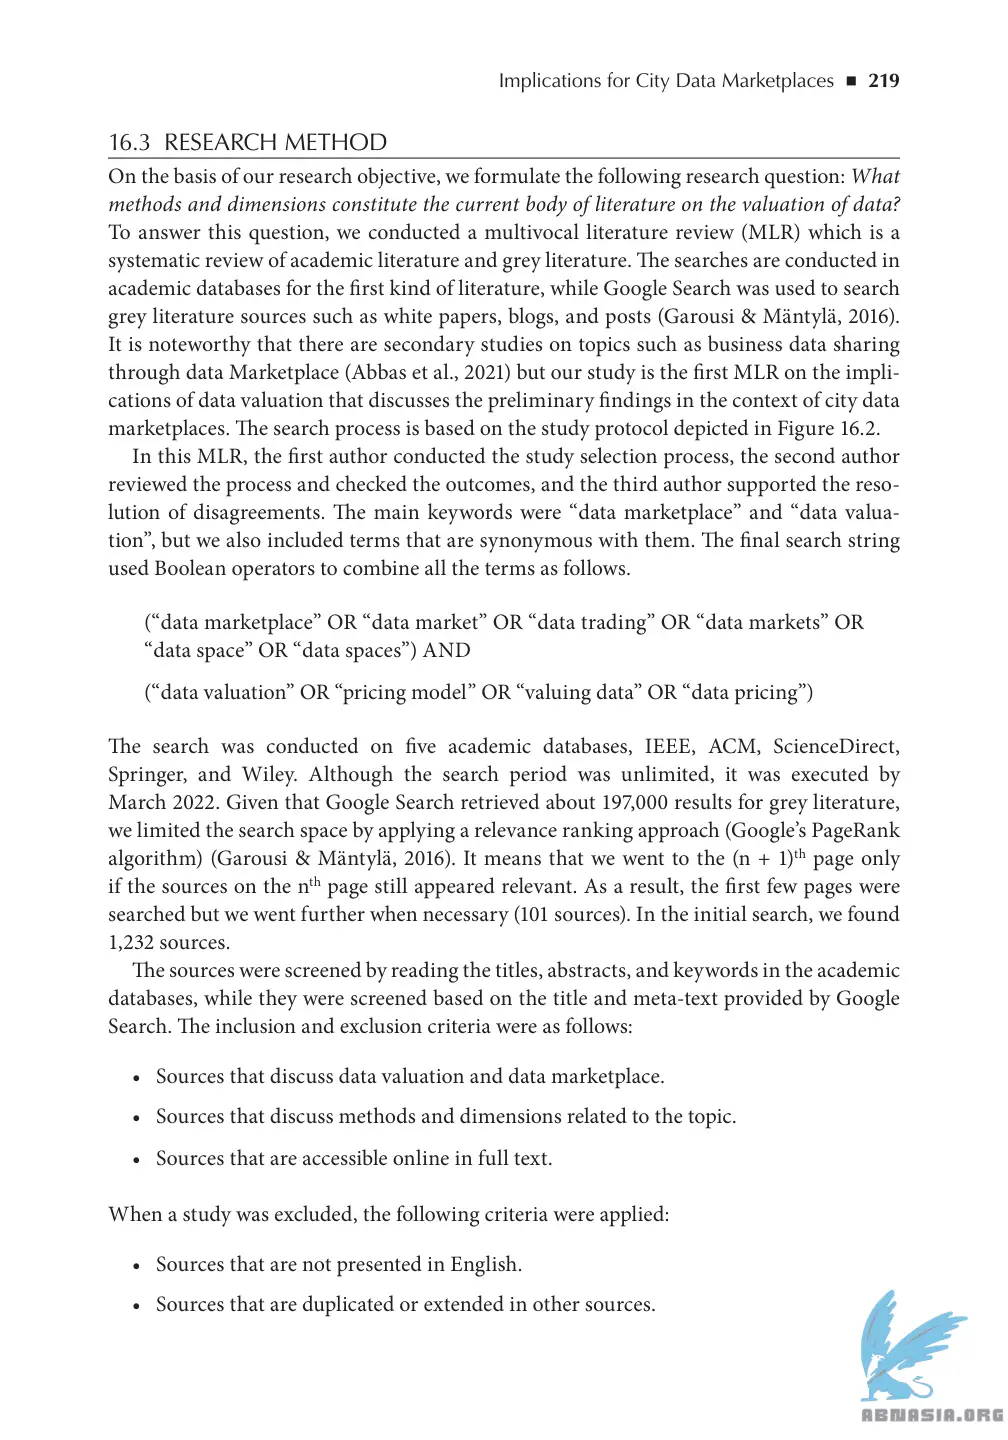 Implications for City Data Marketplaces ■ 219
16.3 RESEARCH METHOD
On the basis of our research objective, we formulate the following research question: What
methods and dimensions constitute the current body of literature on the valuation of data?
To answer this question, we conducted a multivocal literature review (MLR) which is a
systematic review of academic literature and grey literature. The searches are conducted in
academic databases for the first kind of literature, while Google Search was used to search
grey literature sources such as white papers, blogs, and posts (Garousi & Mäntylä, 2016).
It is noteworthy that there are secondary studies on topics such as business data sharing
through data Marketplace (Abbas et al., 2021) but our study is the first MLR on the impli-
cations of data valuation that discusses the preliminary findings in the context of city data
marketplaces. The search process is based on the study protocol depicted in Figure 16.2.
In this MLR, the first author conducted the study selection process, the second author
reviewed the process and checked the outcomes, and the third author supported the reso-
lution of disagreements. The main keywords were “data marketplace” and “data valua-
tion”, but we also included terms that are synonymous with them. The final search string
used Boolean operators to combine all the terms as follows.
(“data marketplace” OR “data market” OR “data trading” OR “data markets” OR
“data space” OR “data spaces”) AND
(“data valuation” OR “pricing model” OR “valuing data” OR “data pricing”)
The search was conducted on five academic databases, IEEE, ACM, ScienceDirect,
Springer, and Wiley. Although the search period was unlimited, it was executed by
March 2022. Given that Google Search retrieved about 197,000 results for grey literature,
we limited the search space by applying a relevance ranking approach (Google’s PageRank
algorithm) (Garousi & Mäntylä, 2016). It means that we went to the (n + 1)th page only
if the sources on the nth page still appeared relevant. As a result, the first few pages were
searched but we went further when necessary (101 sources). In the initial search, we found
1,232 sources.
The sources were screened by reading the titles, abstracts, and keywords in the academic
databases, while they were screened based on the title and meta-text provided by Google
Search. The inclusion and exclusion criteria were as follows:
• Sources that discuss data valuation and data marketplace.
• Sources that discuss methods and dimensions related to the topic.
• Sources that are accessible online in full text.
When a study was excluded, the following criteria were applied:
• Sources that are not presented in English.
• Sources that are duplicated or extended in other sources.
ABNASIA.ORG